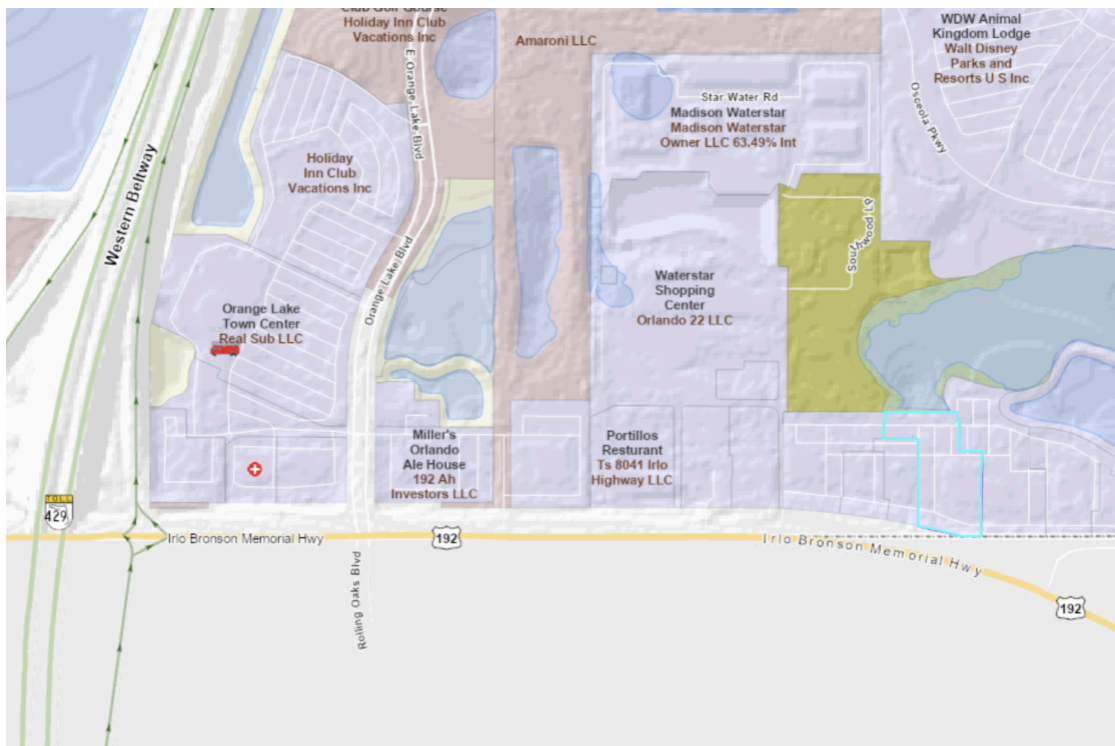 Club Golf Course
Holiday Inn Club
Vacations Inc
Amaroni LLC
WDW Animal
Kingdom Lodge
Walt Disney
Parks and
Resorts U S Inc
E Orange Lake Blvd
Star Water Rd
Madison Waterstar
Madison Waterstar
Owner LLC 63.49% Int
Osceola Pkwy
Holiday
Inn Club
Vacations Inc
Western Beltway
Orange Lake Blvd
Waterstar
Shopping
Center
Orlando 22 LLC
Orange Lake
Town Center
Real Sub LLC
Miller's
Orlando
Ale House
192 Ah
Investors LLC
Portillos
Resturant
Ts 8041 Irlo
Highway LLC
TOLL
429
Irlo Bronson Memorial Hwy
192
Irlo Bronson Memorial Hwy
Rolling Oaks Blvd
192